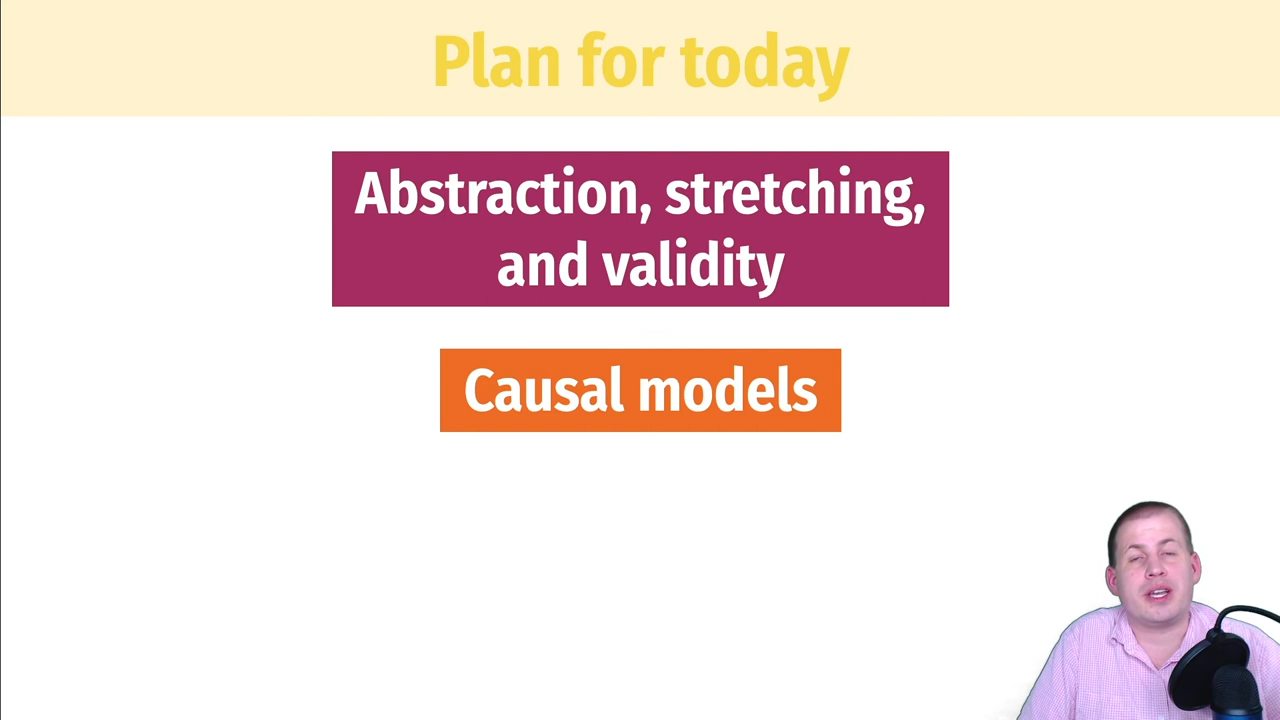 Plan for today
Abstraction, stretching,
and validity
Causal models